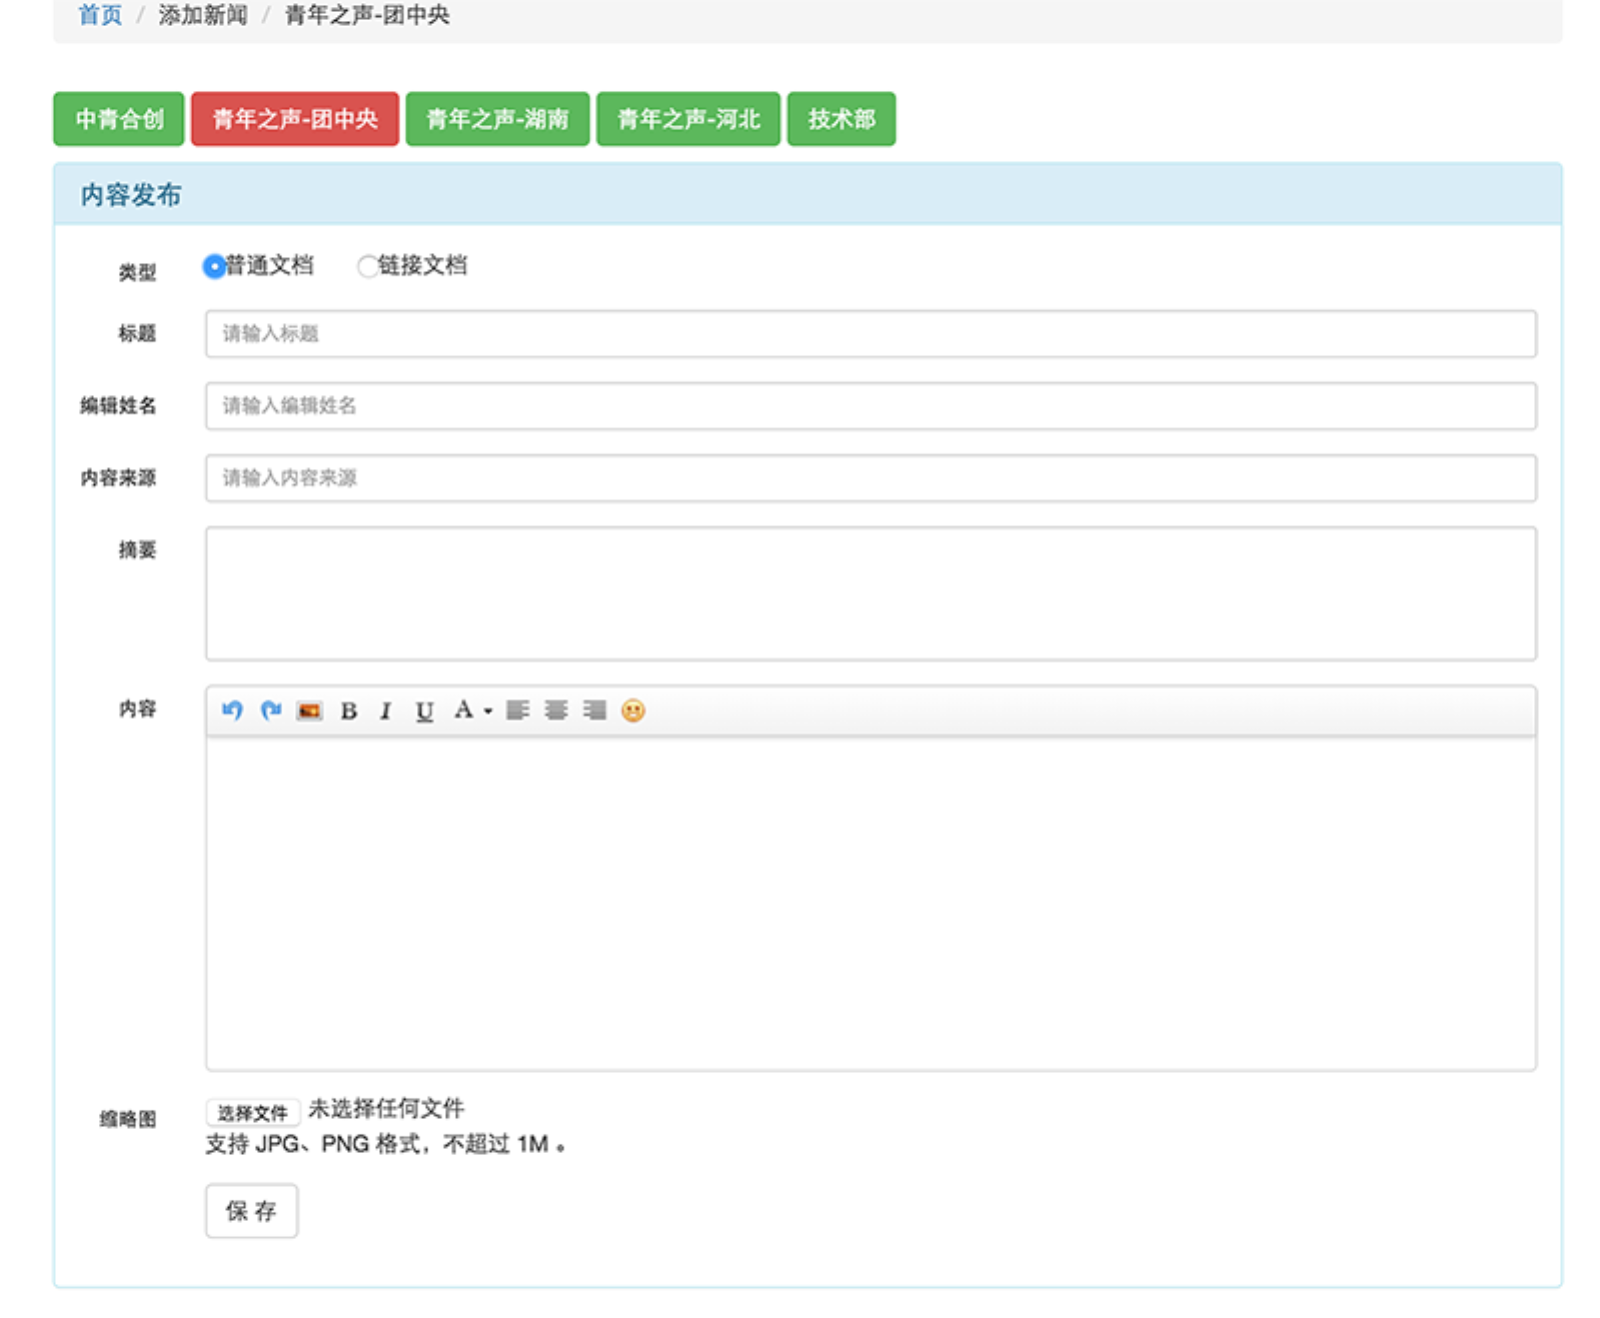 首页 / 添加新闻 / 青年之声-团中央
中青合创 青年之声-团中央 青年之声-湖南 青年之声-河北 技术部
内容发布
类型 普通文档 链接文档
标题 请输入标题
编辑姓名 请输入编辑姓名
内容来源 请输入内容来源
摘要
内容 B I U A
缩略图 选择文件 未选择任何文件
支持 JPG、PNG 格式，不超过 1M 。
保 存